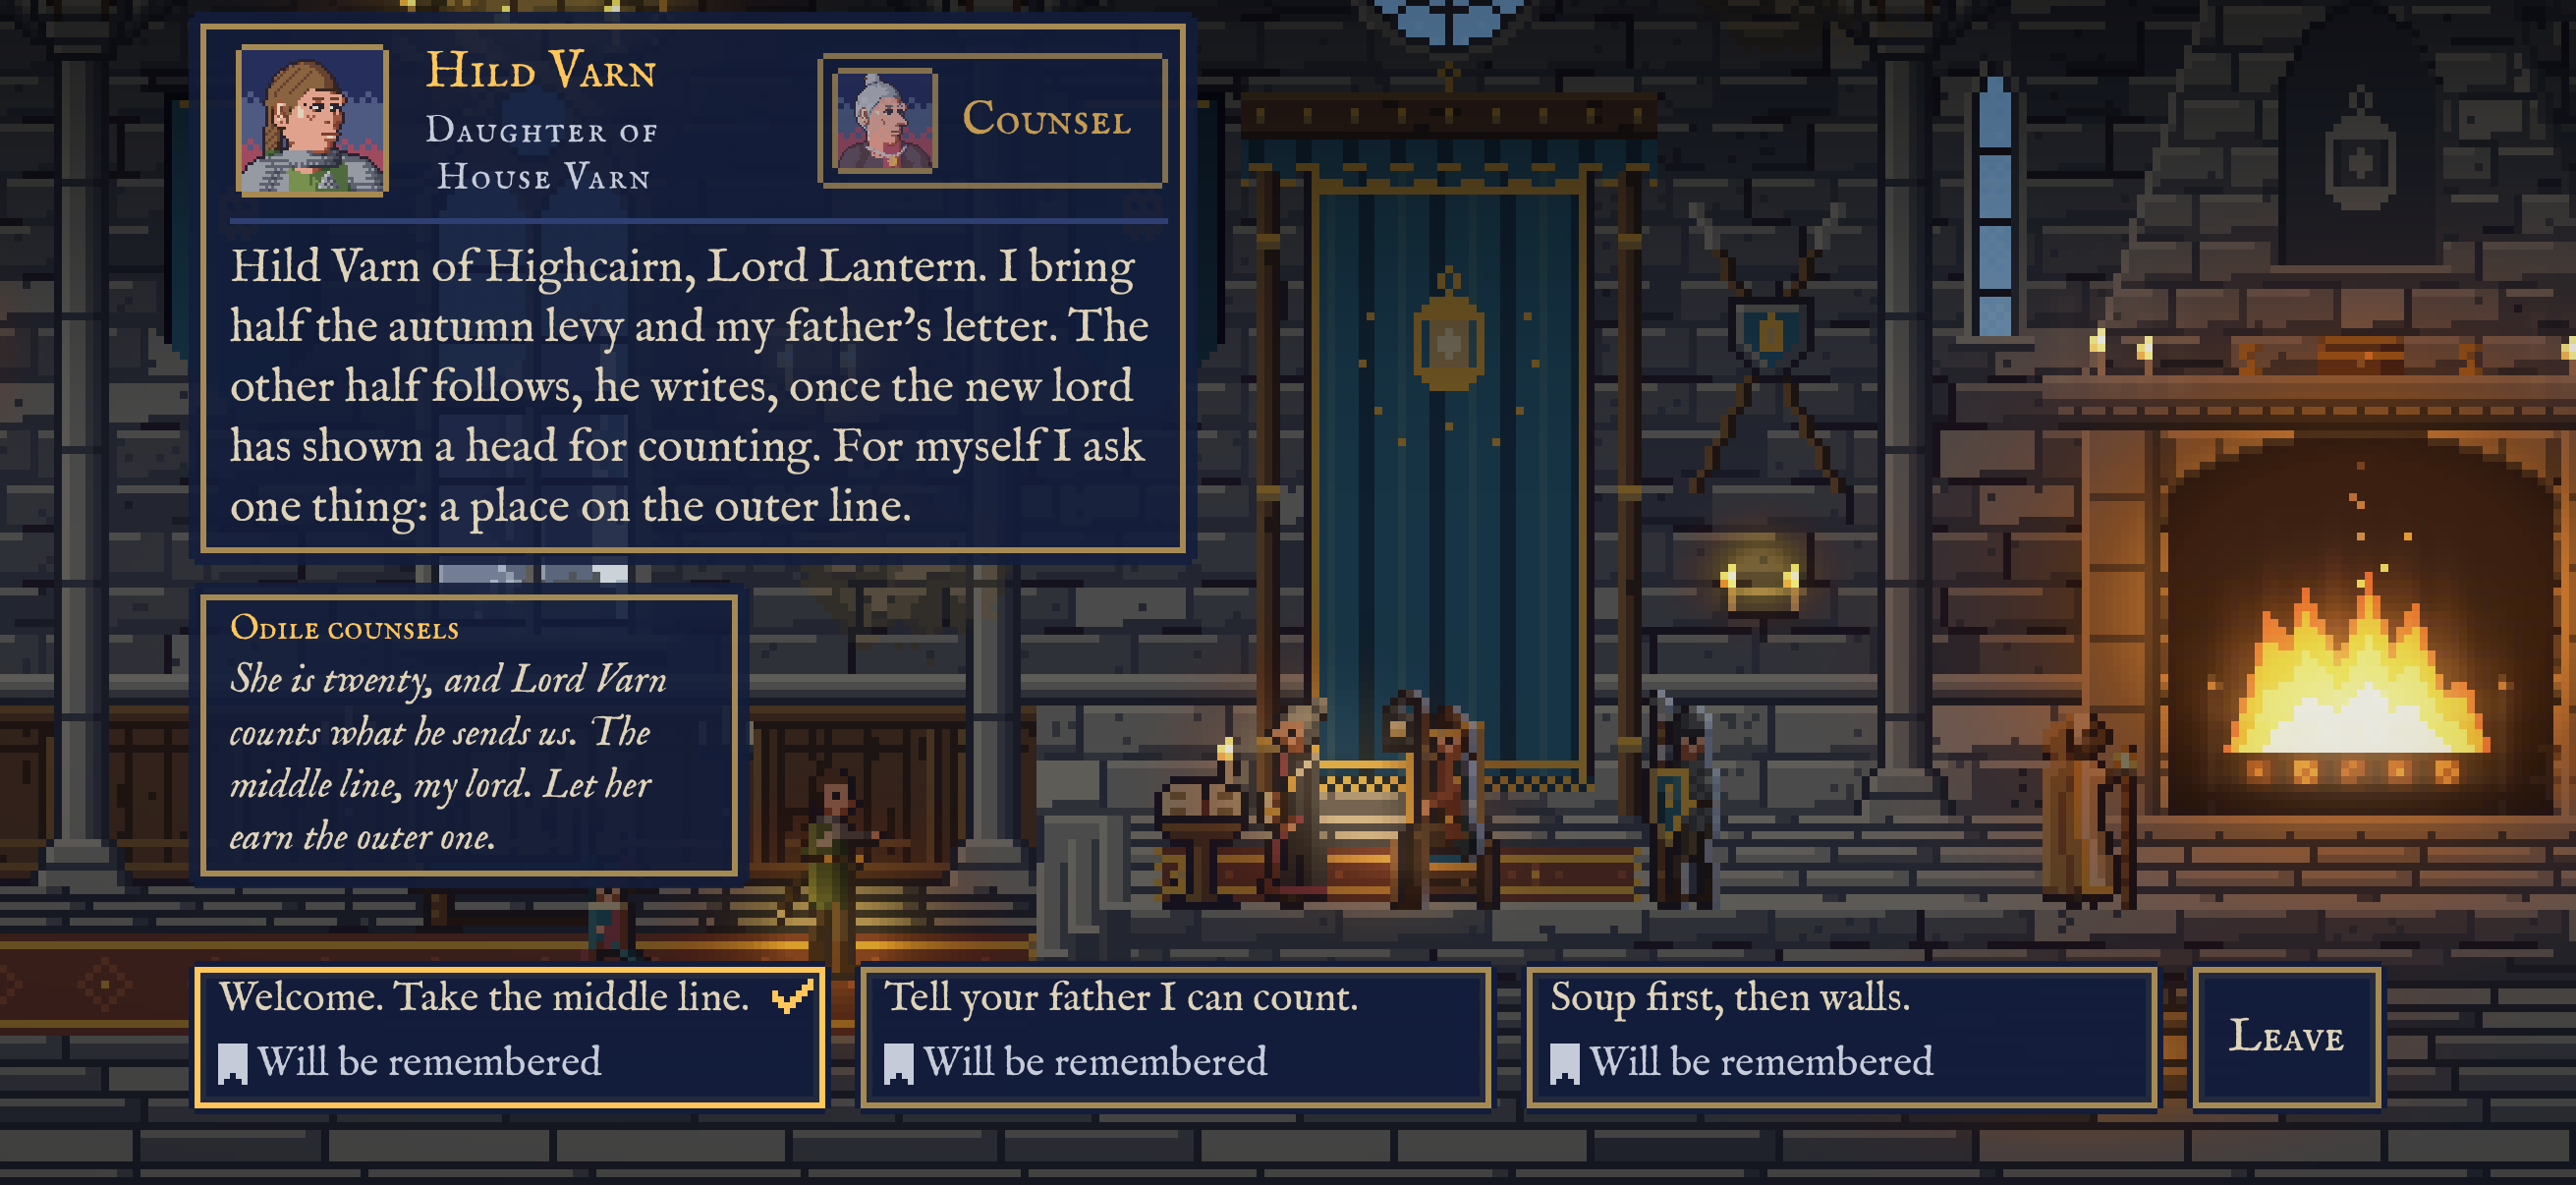 Hild Varn
Daughter of
House Varn
Counsel
Hild Varn of Highcairn, Lord Lantern. I bring
half the autumn levy and my father's letter. The
other half follows, he writes, once the new lord
has shown a head for counting. For myself I ask
one thing: a place on the outer line.
Odile counsels
She is twenty, and Lord Varn
counts what he sends us. The
middle line, my lord. Let her
earn the outer one.
Welcome. Take the middle line.
Will be remembered
Tell your father I can count.
Will be remembered
Soup first, then walls.
Will be remembered
Leave